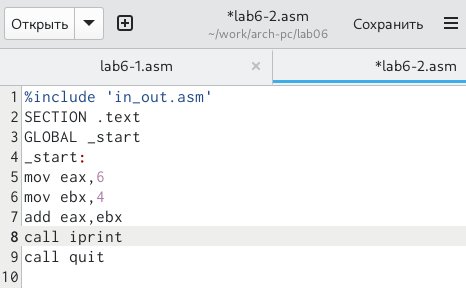 Открыть
*lab6-2.asm
~/work/arch-pc/lab06
Сохранить
lab6-1.asm
*lab6-2.asm
1 %include 'in_out.asm'
2 SECTION .text
3 GLOBAL _start
4 _start:
5 mov eax,6
6 mov ebx,4
7 add eax,ebx
8 call iprint
9 call quit
10